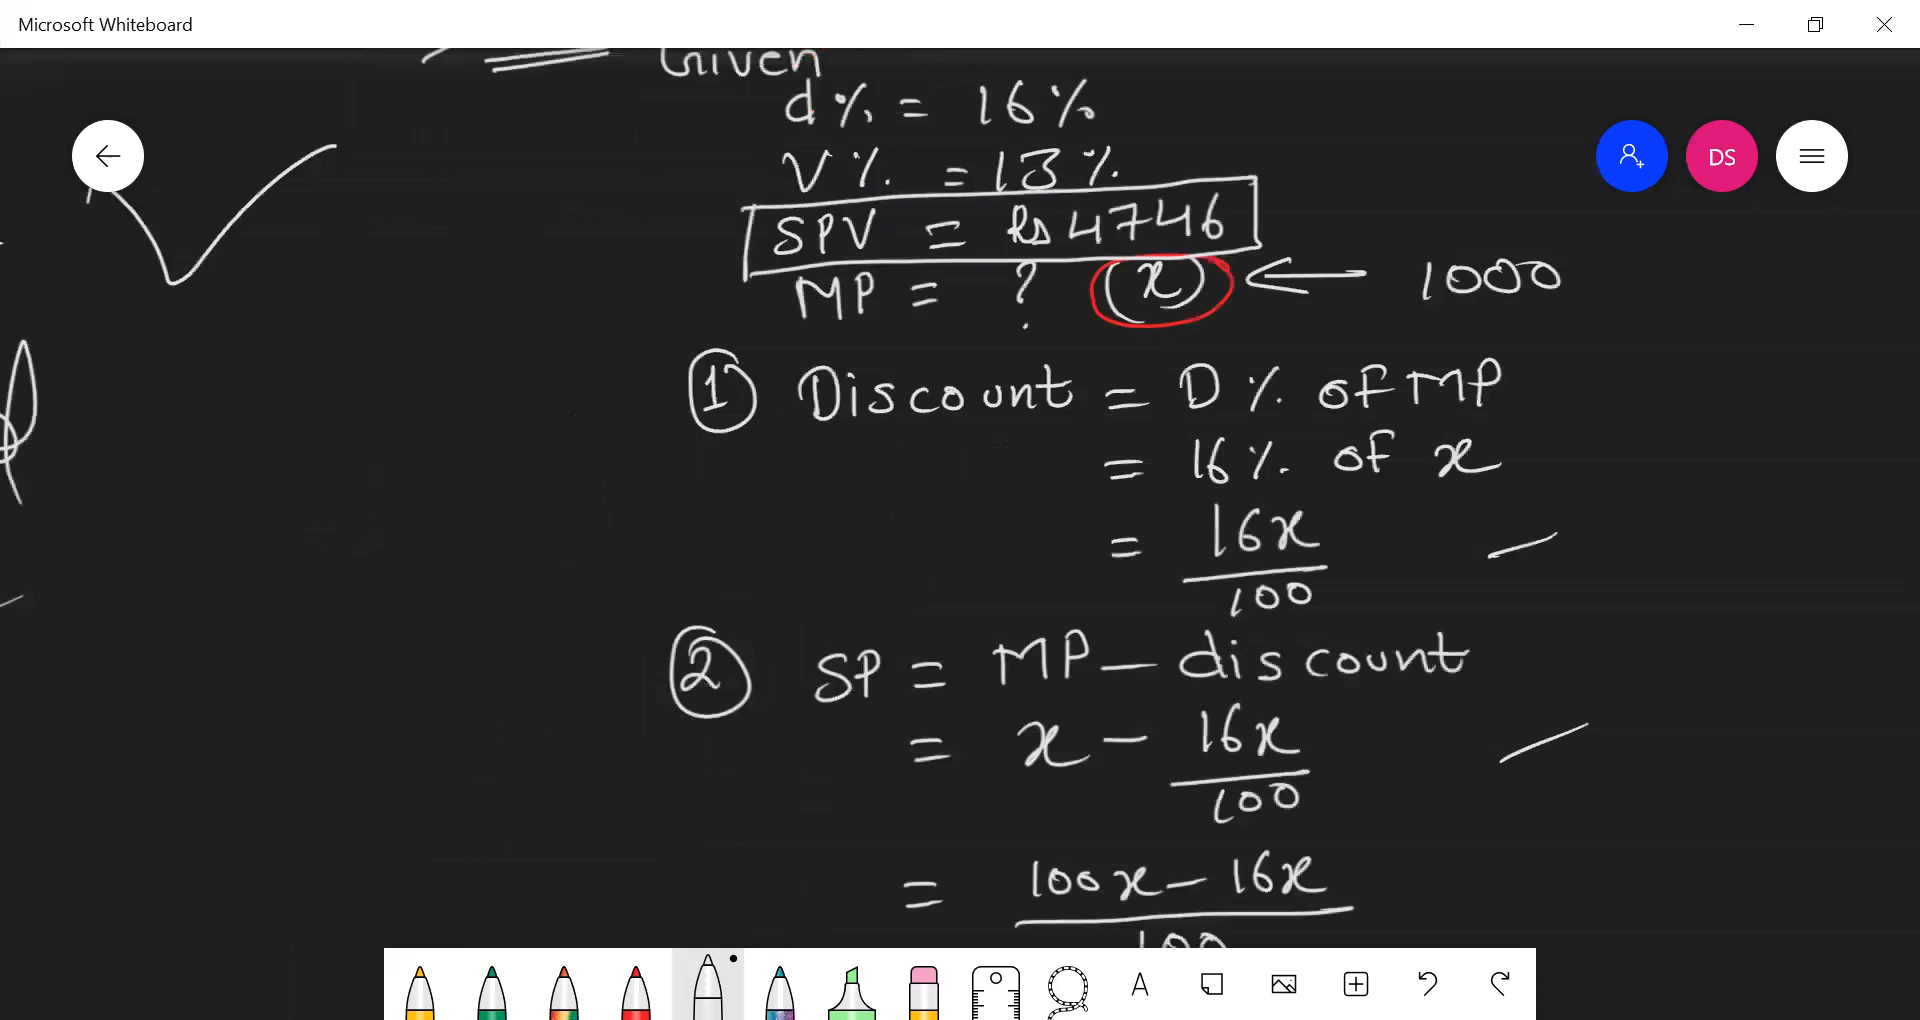 Microsoft Whiteboard
Given
d% = 16%
V% = 13%
SPV = Rs 4746
MP = ? (x) ← 1000
DS
① Discount = D% of MP
= 16% of x
= 16x
100
② SP = MP — discount
= x — 16x
100
= 100x — 16x
100
A